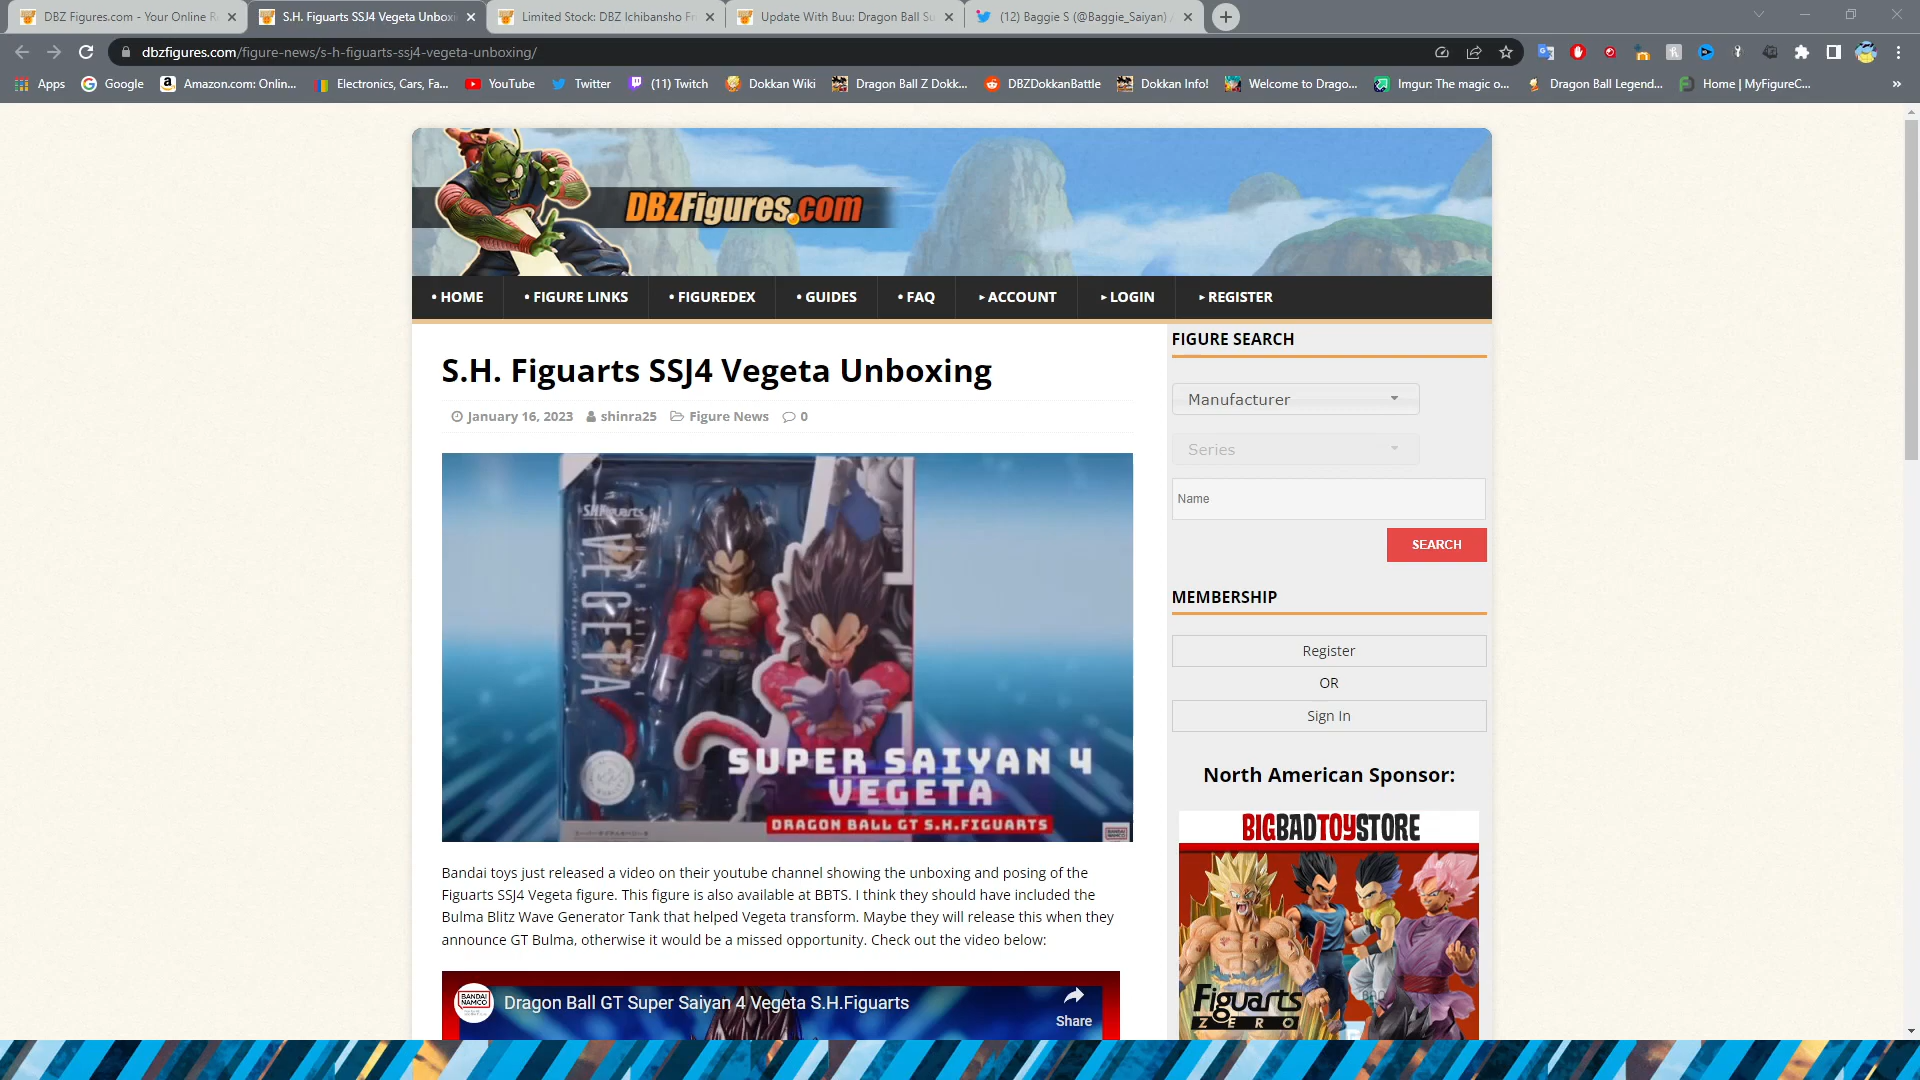 DBZ Figures.com - Your Online R
S.H. Figuarts SSJ4 Vegeta Unboxi
Limited Stock: DBZ Ichibansho F
Update With Buu: Dragon Ball Su
(12) Baggie S (@Baggie_Saiyan)
dbzfigures.com/figure-news/s-h-figuarts-ssj4-vegeta-unboxing/
Apps
Google
Amazon.com: Onlin...
Electronics, Cars, Fa...
YouTube
Twitter
(11) Twitch
Dokkan Wiki
Dragon Ball Z Dokk...
DBZDokkanBattle
Dokkan Info!
Welcome to Drago...
Imgur: The magic o...
Dragon Ball Legend...
Home | MyFigureC...
»
DBZFigures.com
• HOME
• FIGURE LINKS
• FIGUREDEX
• GUIDES
• FAQ
▸ ACCOUNT
▸ LOGIN
▸ REGISTER
S.H. Figuarts SSJ4 Vegeta Unboxing
January 16, 2023 shinra25 Figure News 0
S.H.Figuarts
VEGETA
SUPER SAIYAN 4
VEGETA
DRAGON BALL GT S.H.FIGUARTS
Bandai toys just released a video on their youtube channel showing the unboxing and posing of the
Figuarts SSJ4 Vegeta figure. This figure is also available at BBTS. I think they should have included the
Bulma Blitz Wave Generator Tank that helped Vegeta transform. Maybe they will release this when they
announce GT Bulma, otherwise it would be a missed opportunity. Check out the video below:
BANDAI
NAMCO
Dragon Ball GT Super Saiyan 4 Vegeta S.H.Figuarts
Share
FIGURE SEARCH
Manufacturer
Series
Name
SEARCH
MEMBERSHIP
Register
OR
Sign In
North American Sponsor:
BIGBADTOYSTORE
Figuarts
ZERO